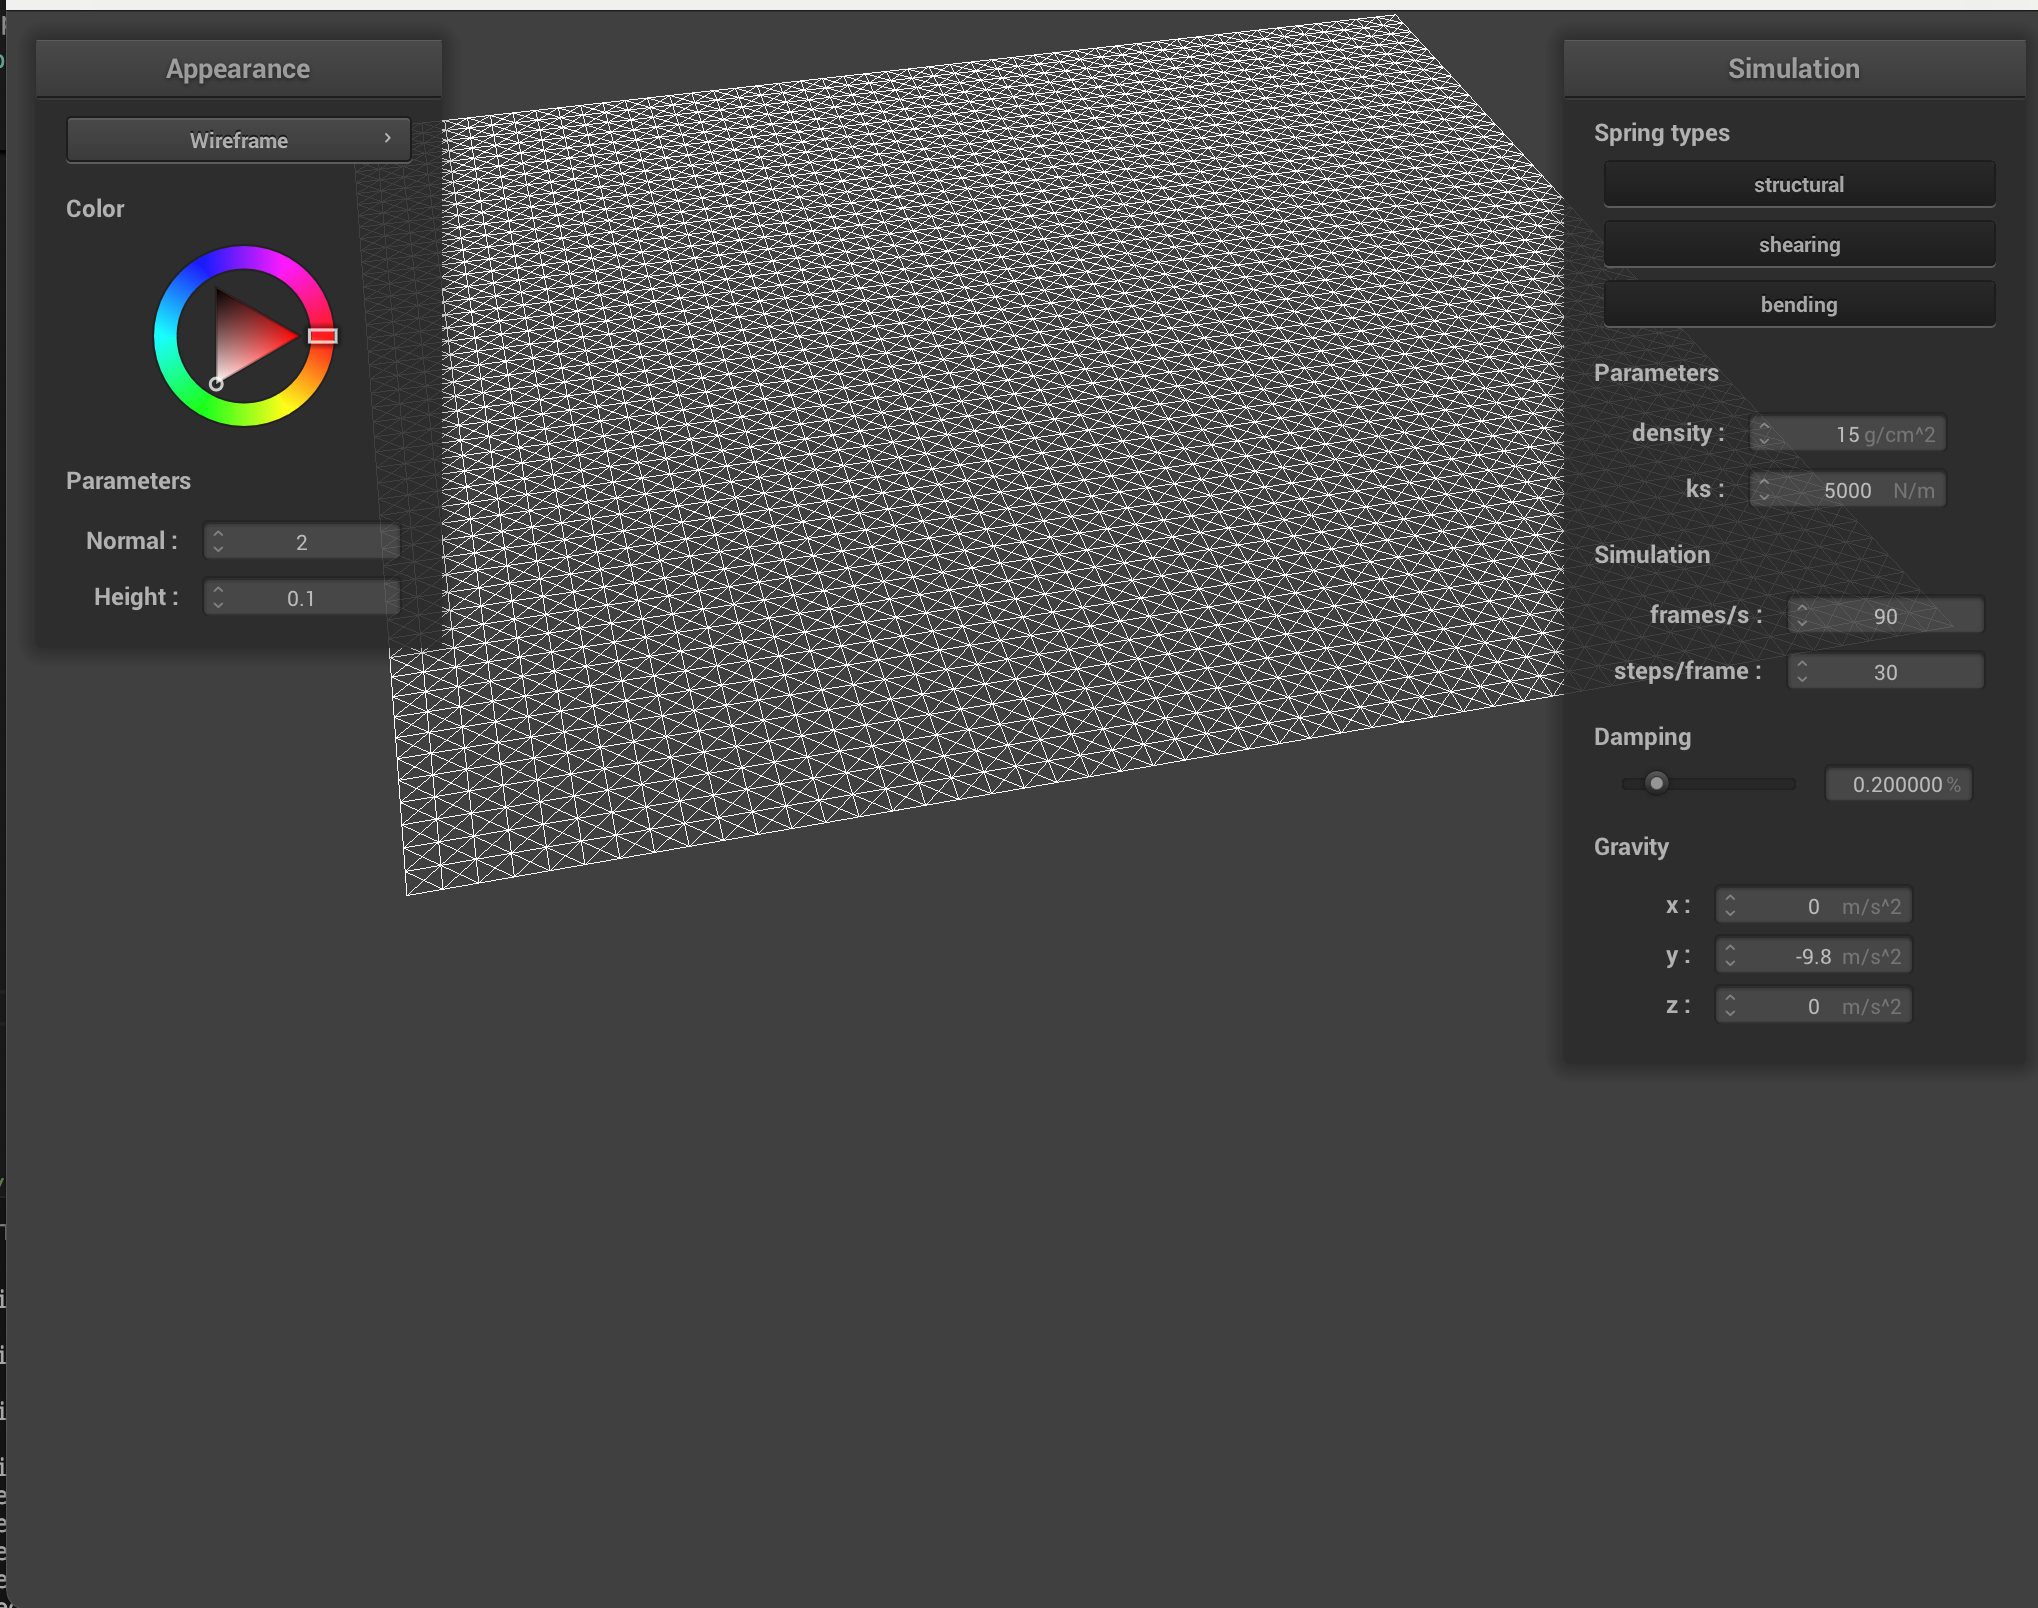 Appearance
Wireframe
Color
Parameters
Normal : 2
Height : 0.1
Simulation
Spring types
structural
shearing
bending
Parameters
density : 15 g/cm^2
ks : 5000 N/m
Simulation
frames/s : 90
steps/frame : 30
Damping
0.200000 %
Gravity
x : 0 m/s^2
y : -9.8 m/s^2
z : 0 m/s^2